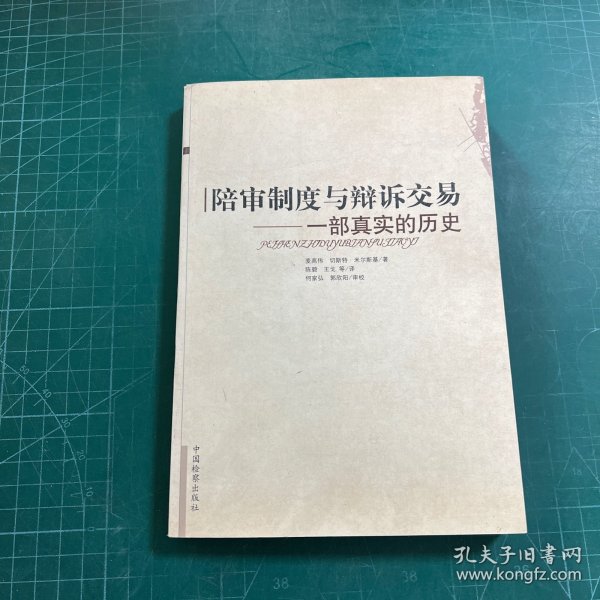 陪审制度与辩诉交易
——一部真实的历史
PEISHENZHIDUYUBIANSUJIAOYI
麦高伟 切斯特 米尔斯基/著
陈碧 王戈 等/译
何家弘 郭欣阳/审校
中国检察出版社
孔夫子旧书网
www.kongfz.com